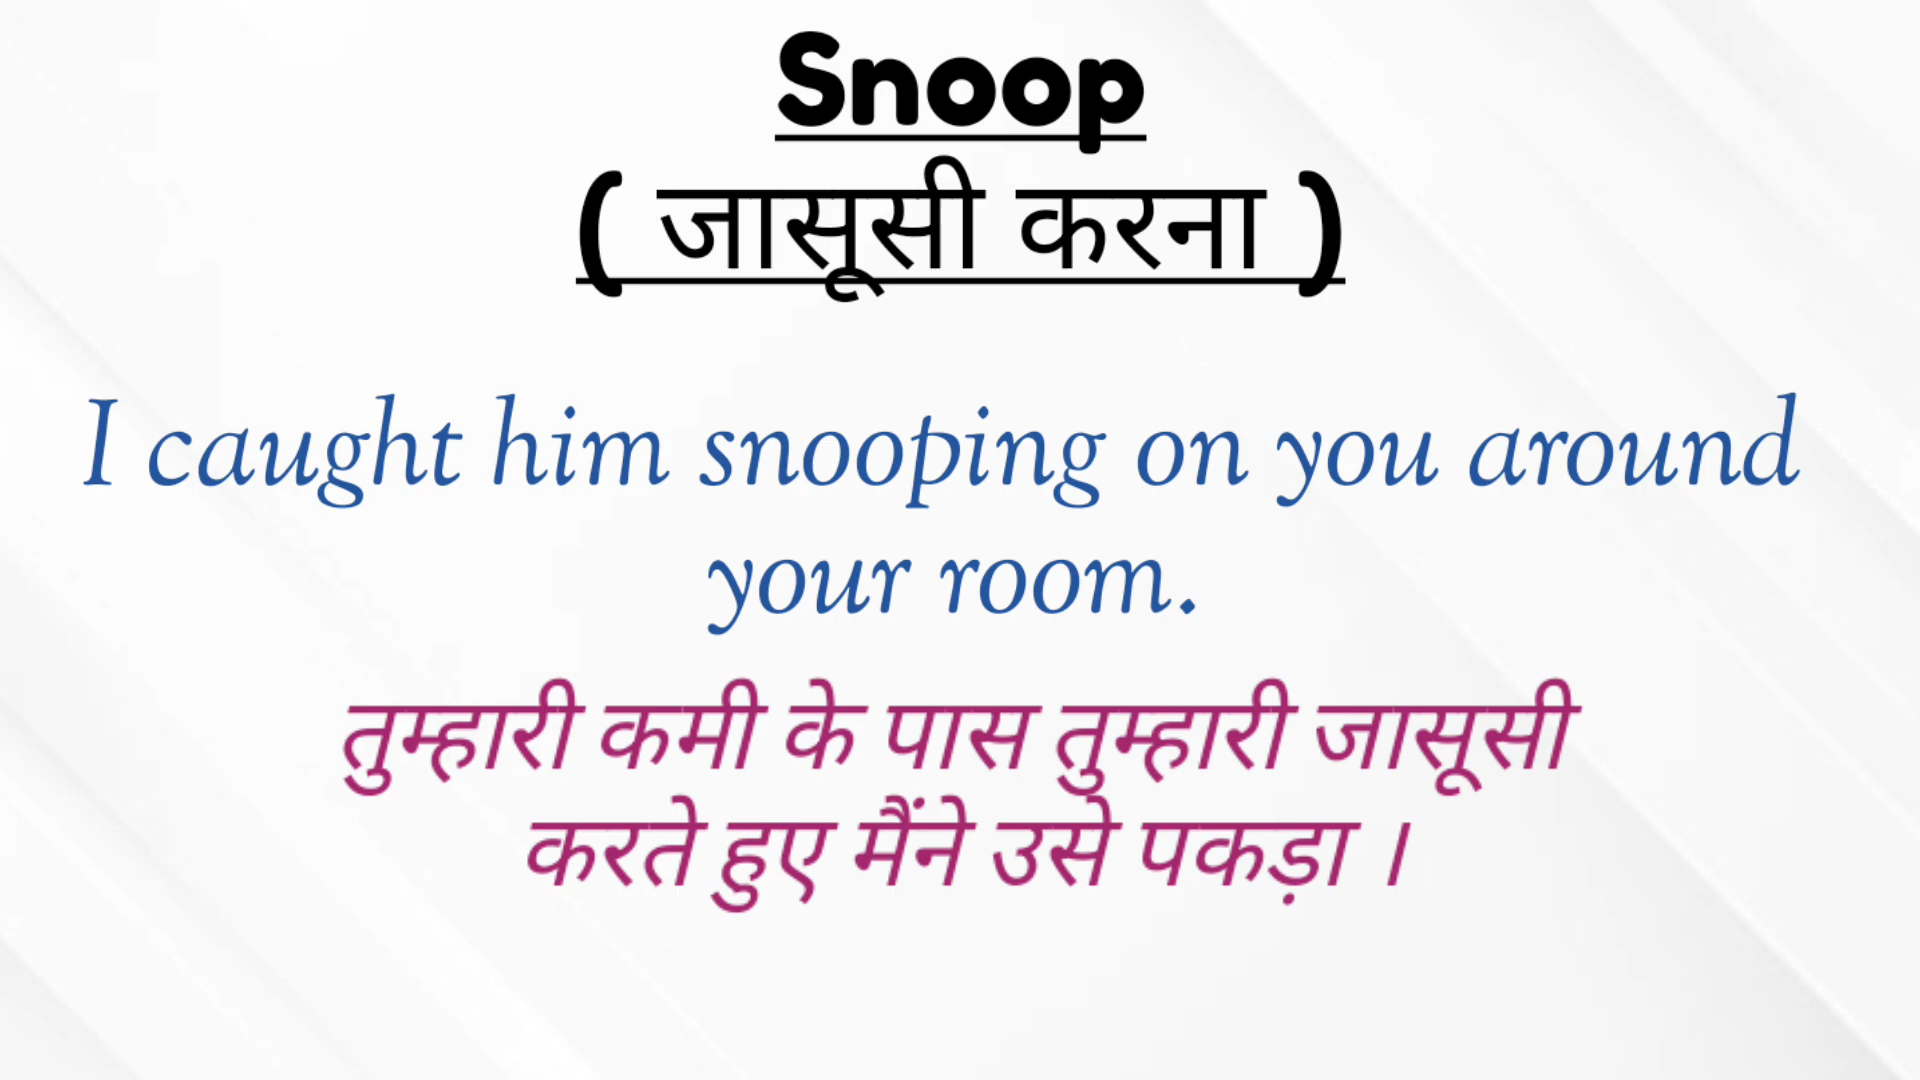 Snoop
( जासूसी करना )
I caught him snooping on you around
your room.
तुम्हारी कमी के पास तुम्हारी जासूसी
करते हुए मैंने उसे पकड़ा ।